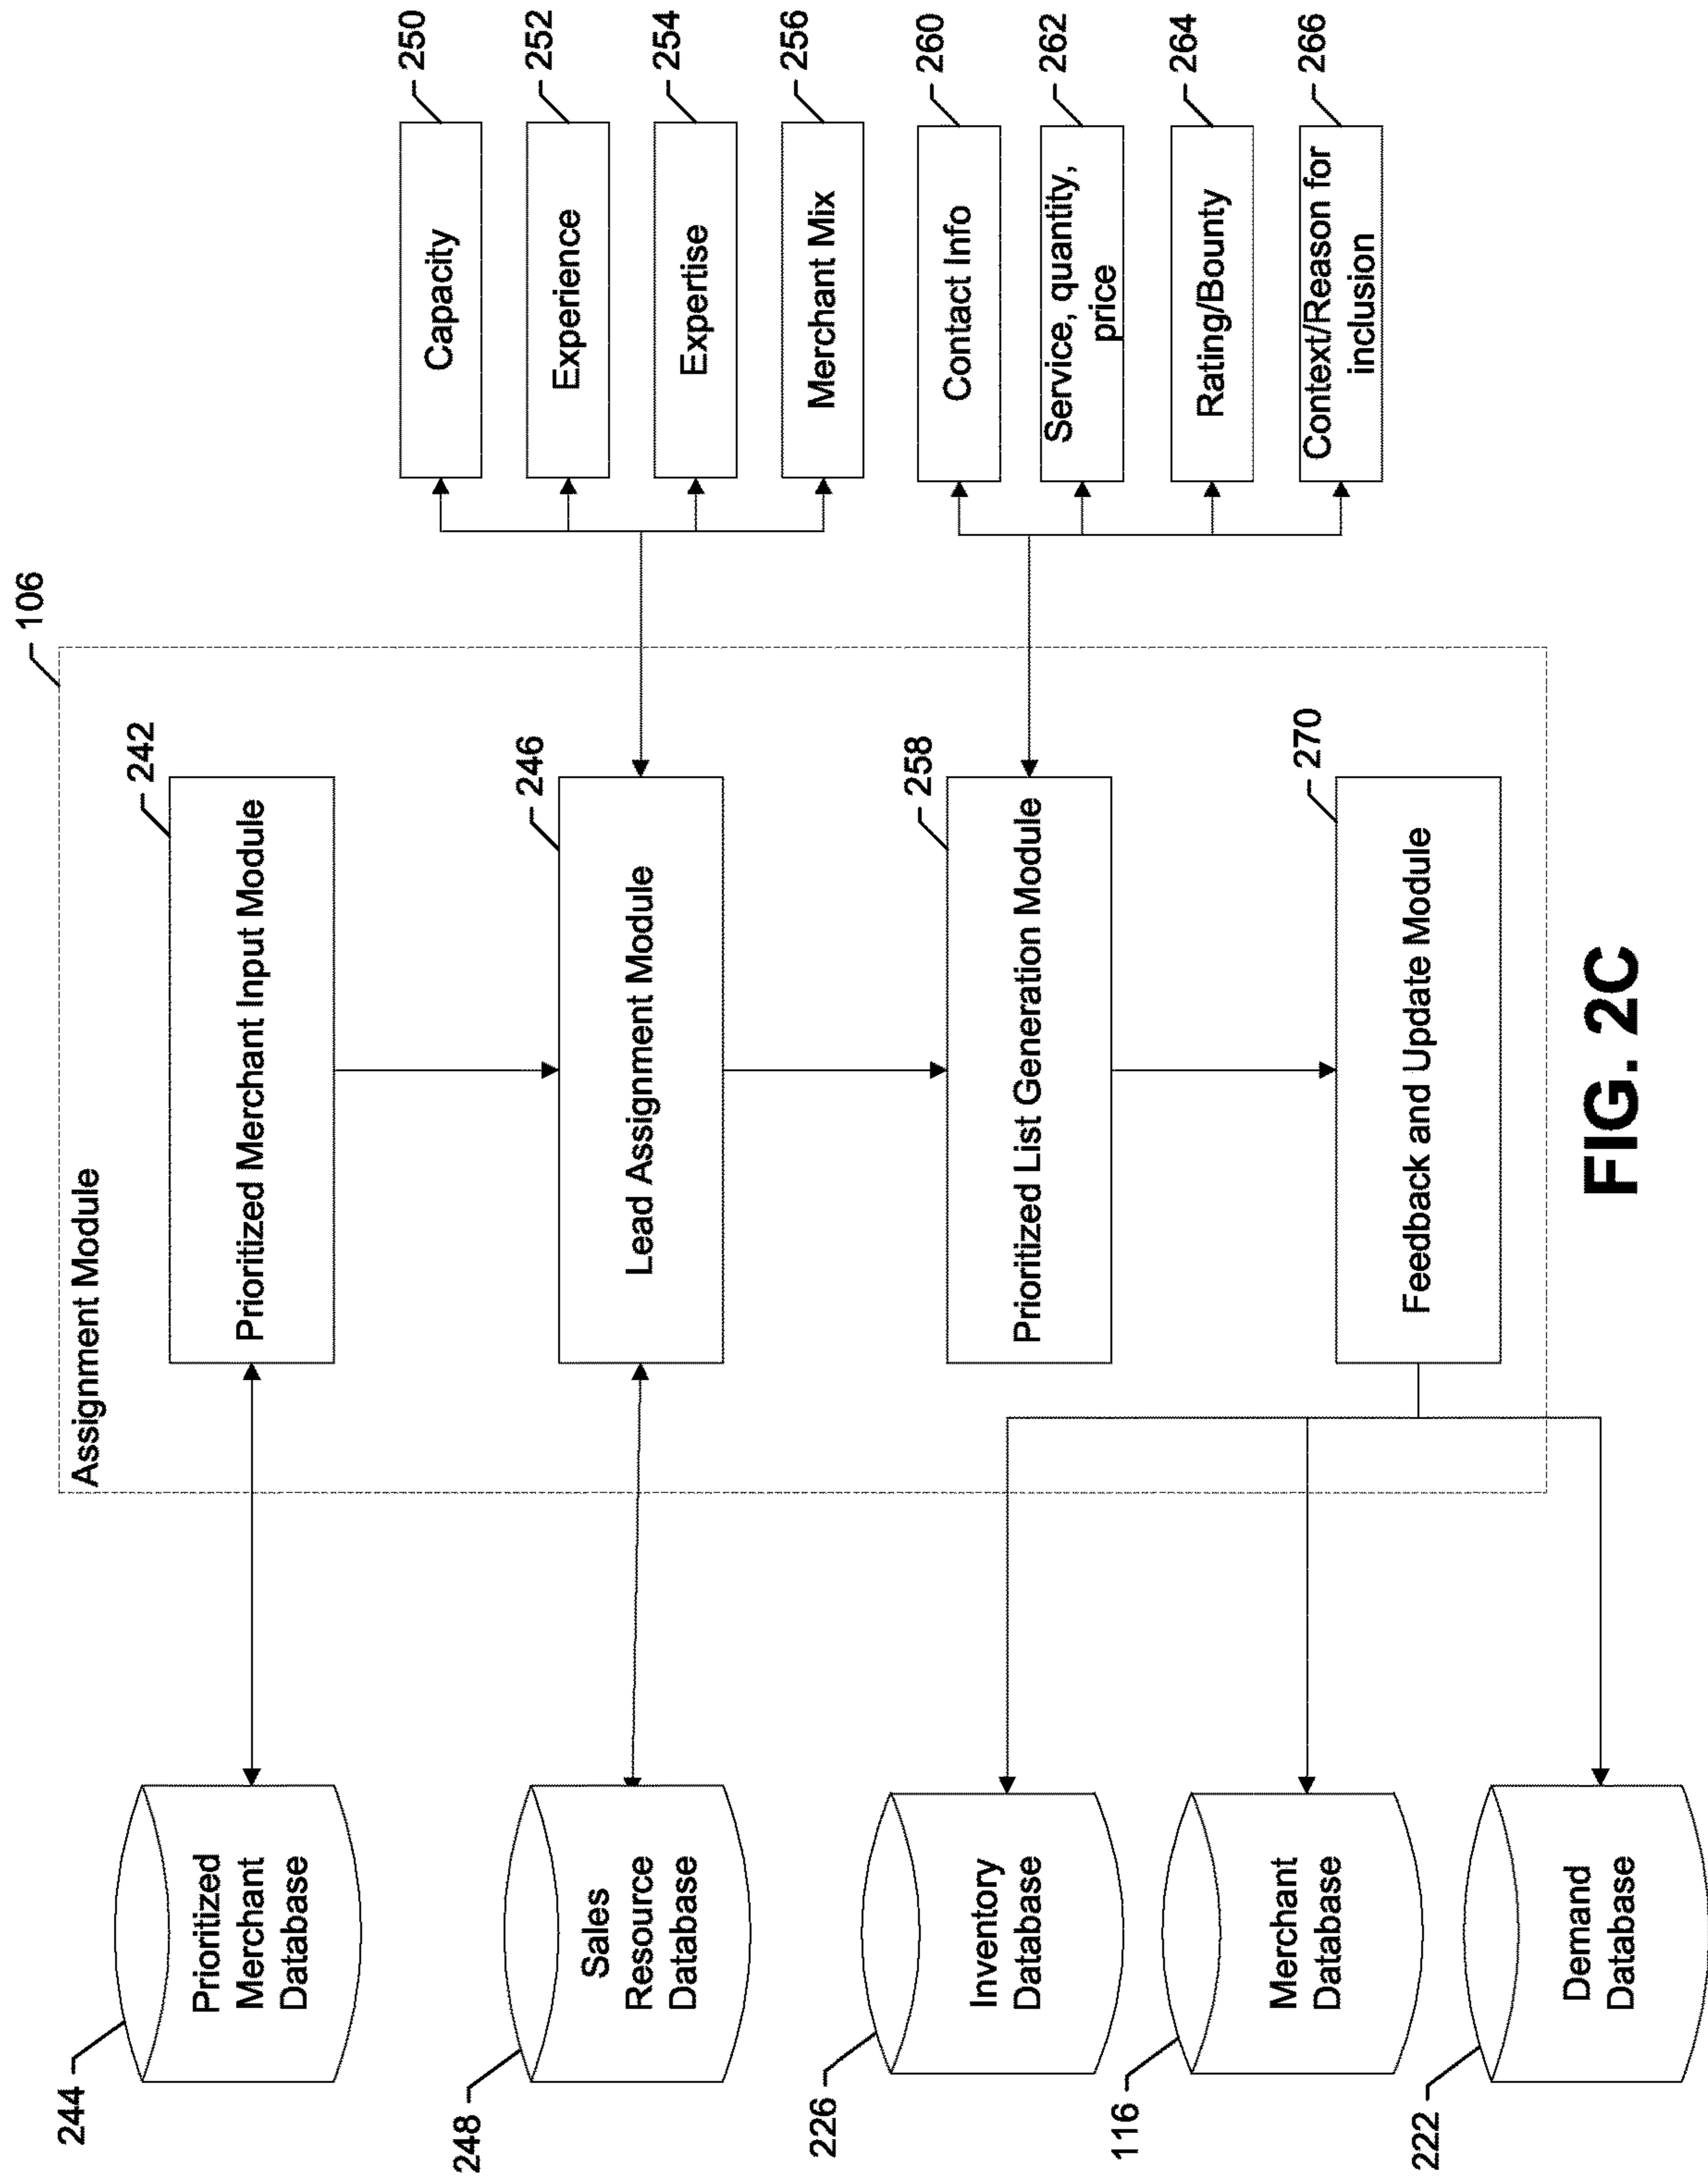 106
Assignment Module
242
Prioritized Merchant Input Module
246
Lead Assignment Module
258
Prioritized List Generation Module
270
Feedback and Update Module
244
Prioritized
Merchant
Database
248
Sales
Resource
Database
226
Inventory
Database
116
Merchant
Database
222
Demand
Database
250
Capacity
252
Experience
254
Expertise
256
Merchant Mix
260
Contact Info
262
Service, quantity,
price
264
Rating/Bounty
266
Context/Reason for
inclusion
FIG. 2C